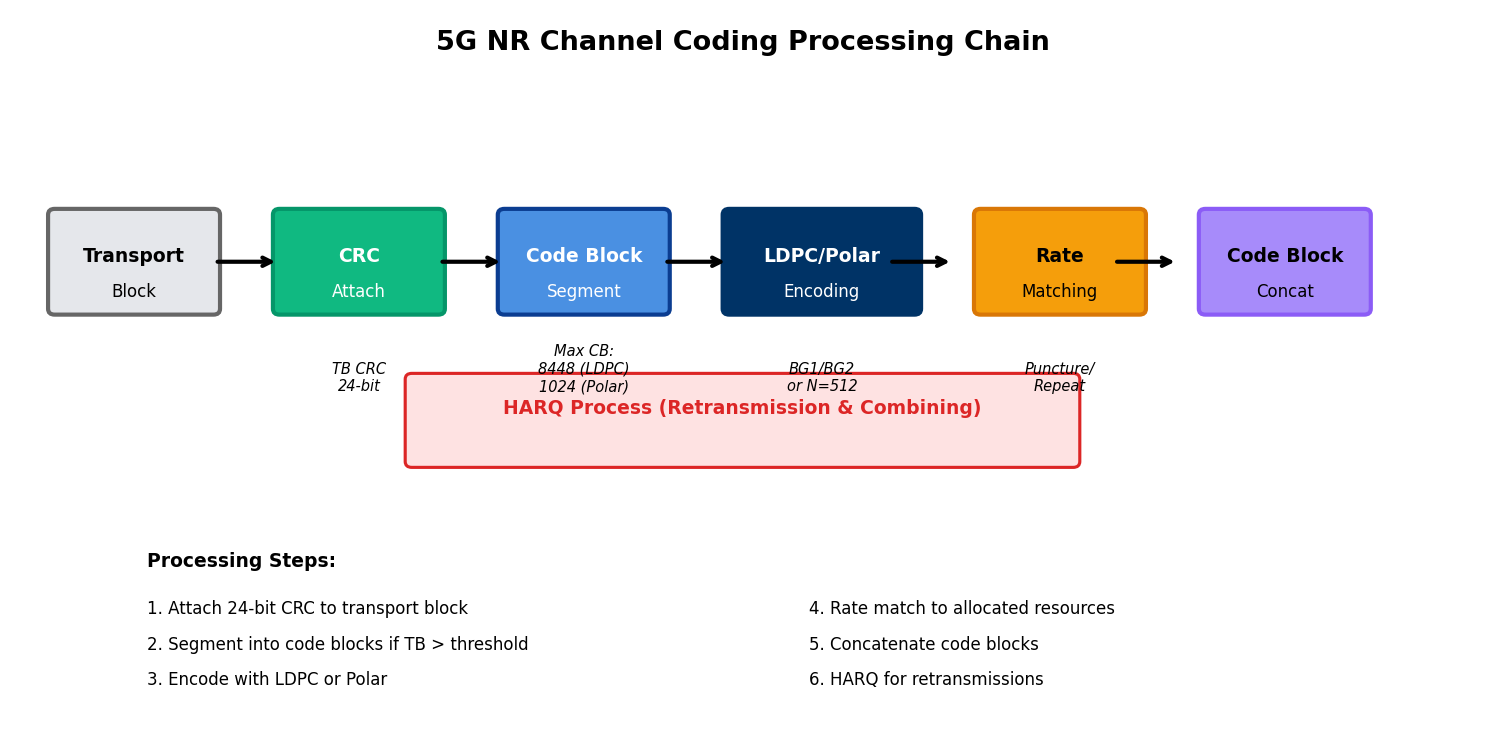 5G NR Channel Coding Processing Chain
Transport
Block
CRC
Attach
Code Block
Segment
LDPC/Polar
Encoding
Rate
Matching
Code Block
Concat
TB CRC
24-bit
Max CB:
8448 (LDPC)
1024 (Polar)
BG1/BG2
or N=512
Puncture/
Repeat
HARQ Process (Retransmission & Combining)
Processing Steps:
1. Attach 24-bit CRC to transport block
2. Segment into code blocks if TB > threshold
3. Encode with LDPC or Polar
4. Rate match to allocated resources
5. Concatenate code blocks
6. HARQ for retransmissions